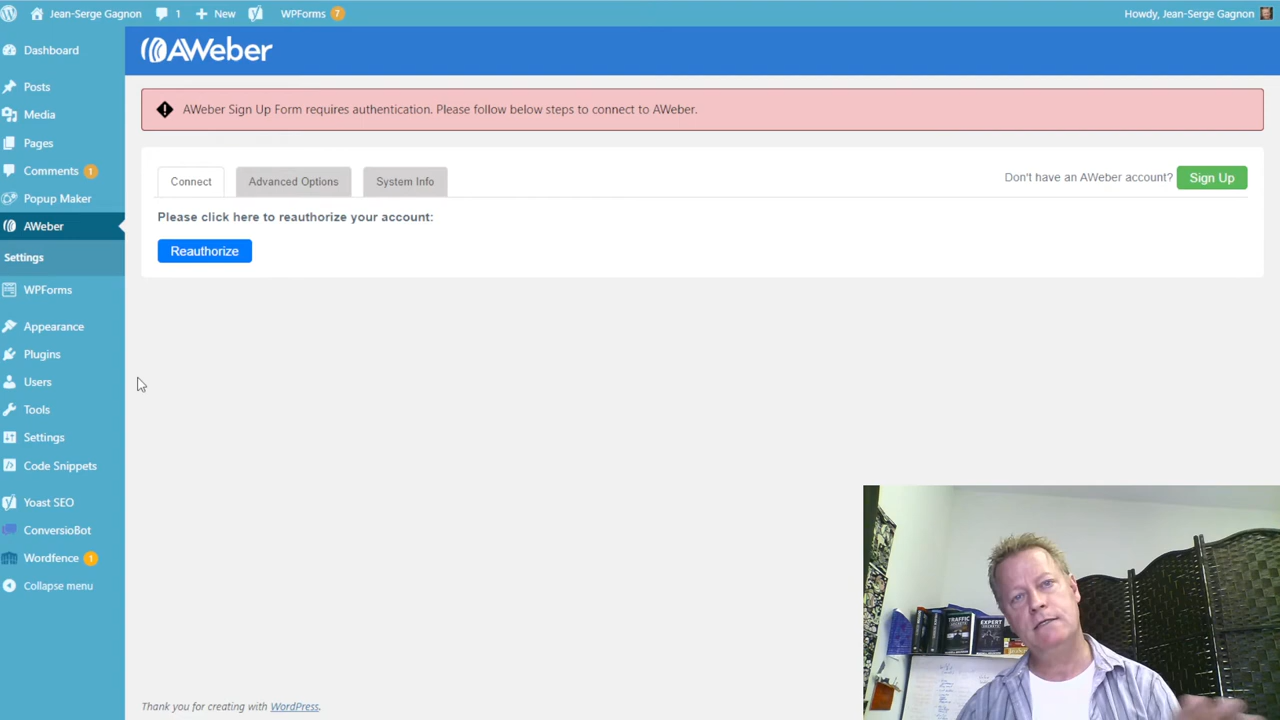 Jean-Serge Gagnon 1 New WPForms 7 Howdy, Jean-Serge Gagnon
Dashboard
Posts
Media
Pages
Comments 1
Popup Maker
AWeber
Settings
WPForms
Appearance
Plugins
Users
Tools
Settings
Code Snippets
Yoast SEO
ConversioBot
Wordfence 1
Collapse menu
AWeber
AWeber Sign Up Form requires authentication. Please follow below steps to connect to AWeber.
Connect Advanced Options System Info Don't have an AWeber account? Sign Up
Please click here to reauthorize your account:
Reauthorize
TRAFFIC
SECRETS
EXPERT
SECRETS
Thank you for creating with WordPress.